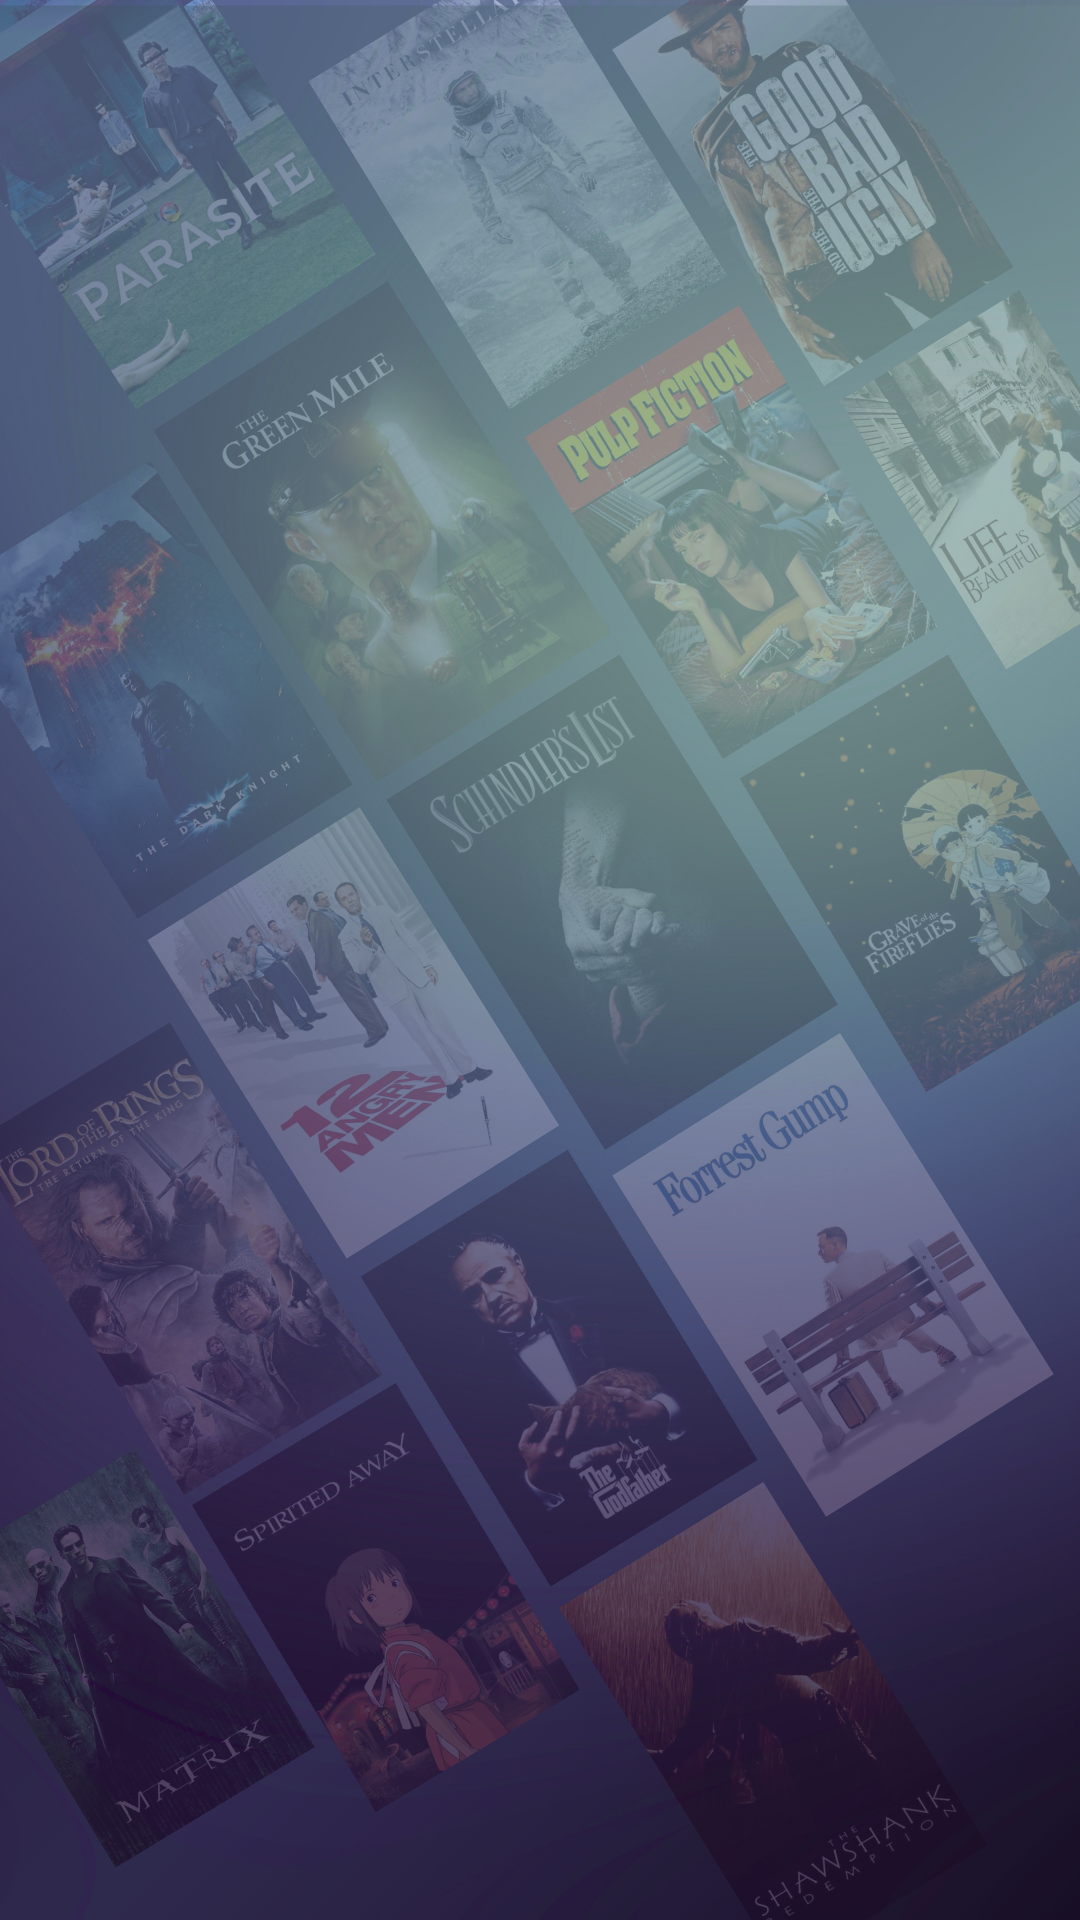 PARASITE
INTERSTELLAR
THE GOOD
THE BAD
AND THE UGLY
THE
GREEN MILE
PULP FICTION
LIFE IS
BEAUTIFUL
THE DARK KNIGHT
SCHINDLER'S LIST
GRAVE of the
FIREFLIES
12
ANGRY
MEN
THE
LORD OF THE RINGS
THE RETURN OF THE KING
Forrest Gump
The
Godfather
SPIRITED AWAY
MATRIX
THE
SHAWSHANK
REDEMPTION